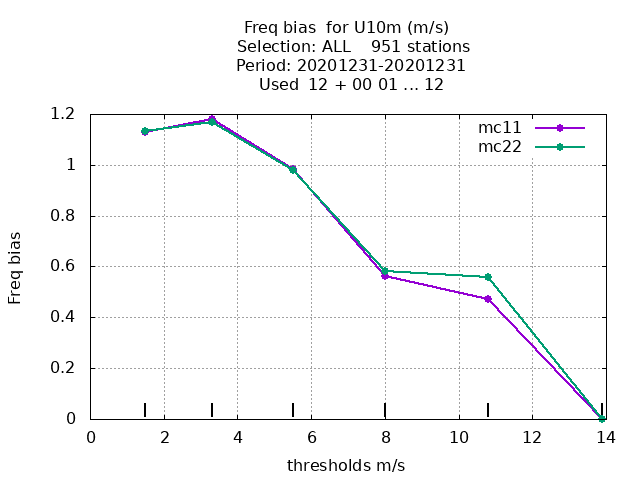 Freq bias  for U10m (m/s)
Selection: ALL    951 stations
Period: 20201231-20201231
Used  12 + 00 01 ... 12
mc11
mc22
1.2
1
0.8
0.6
0.4
0.2
0
Freq bias
0 2 4 6 8 10 12 14
thresholds m/s